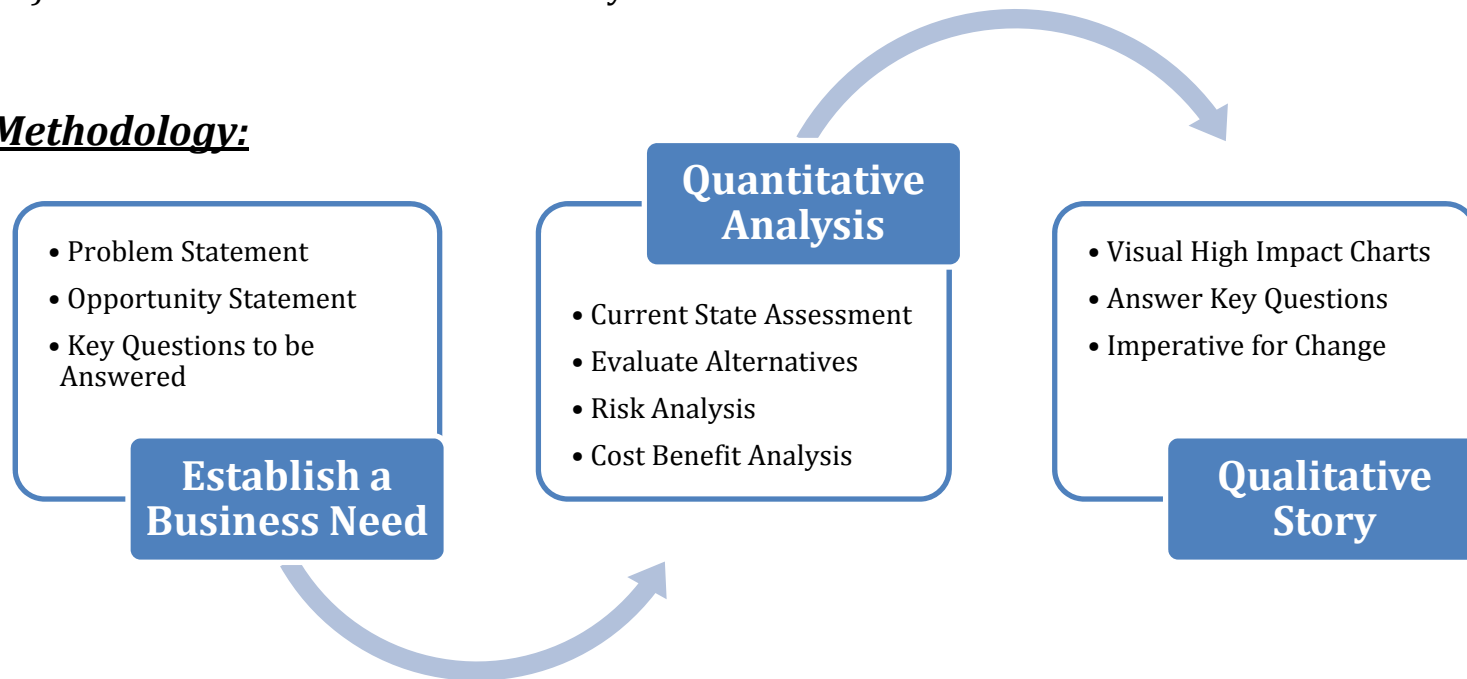 Methodology:
• Problem Statement
• Opportunity Statement
• Key Questions to be
Answered
Establish a
Business Need
Quantitative
Analysis
• Current State Assessment
• Evaluate Alternatives
• Risk Analysis
• Cost Benefit Analysis
• Visual High Impact Charts
• Answer Key Questions
• Imperative for Change
Qualitative
Story